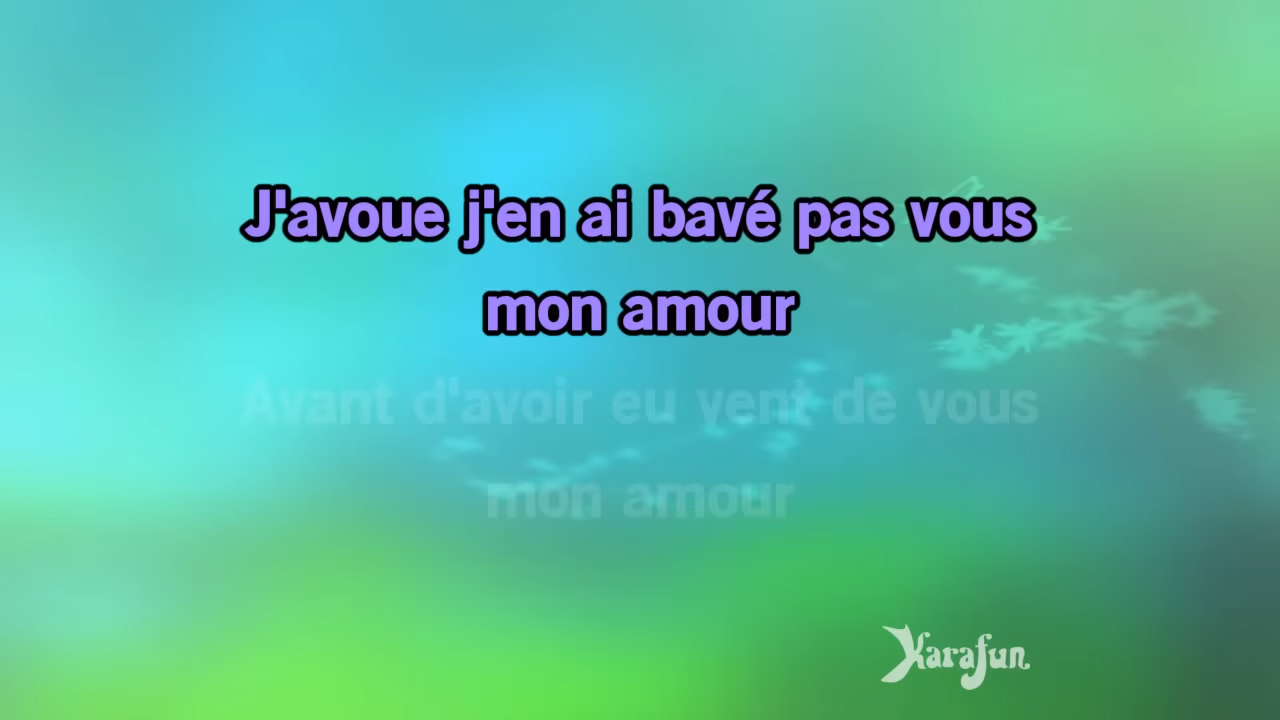 J'avoue j'en ai bavé pas vous
mon amour
Avant d'avoir eu vent de vous
mon amour
Karafun